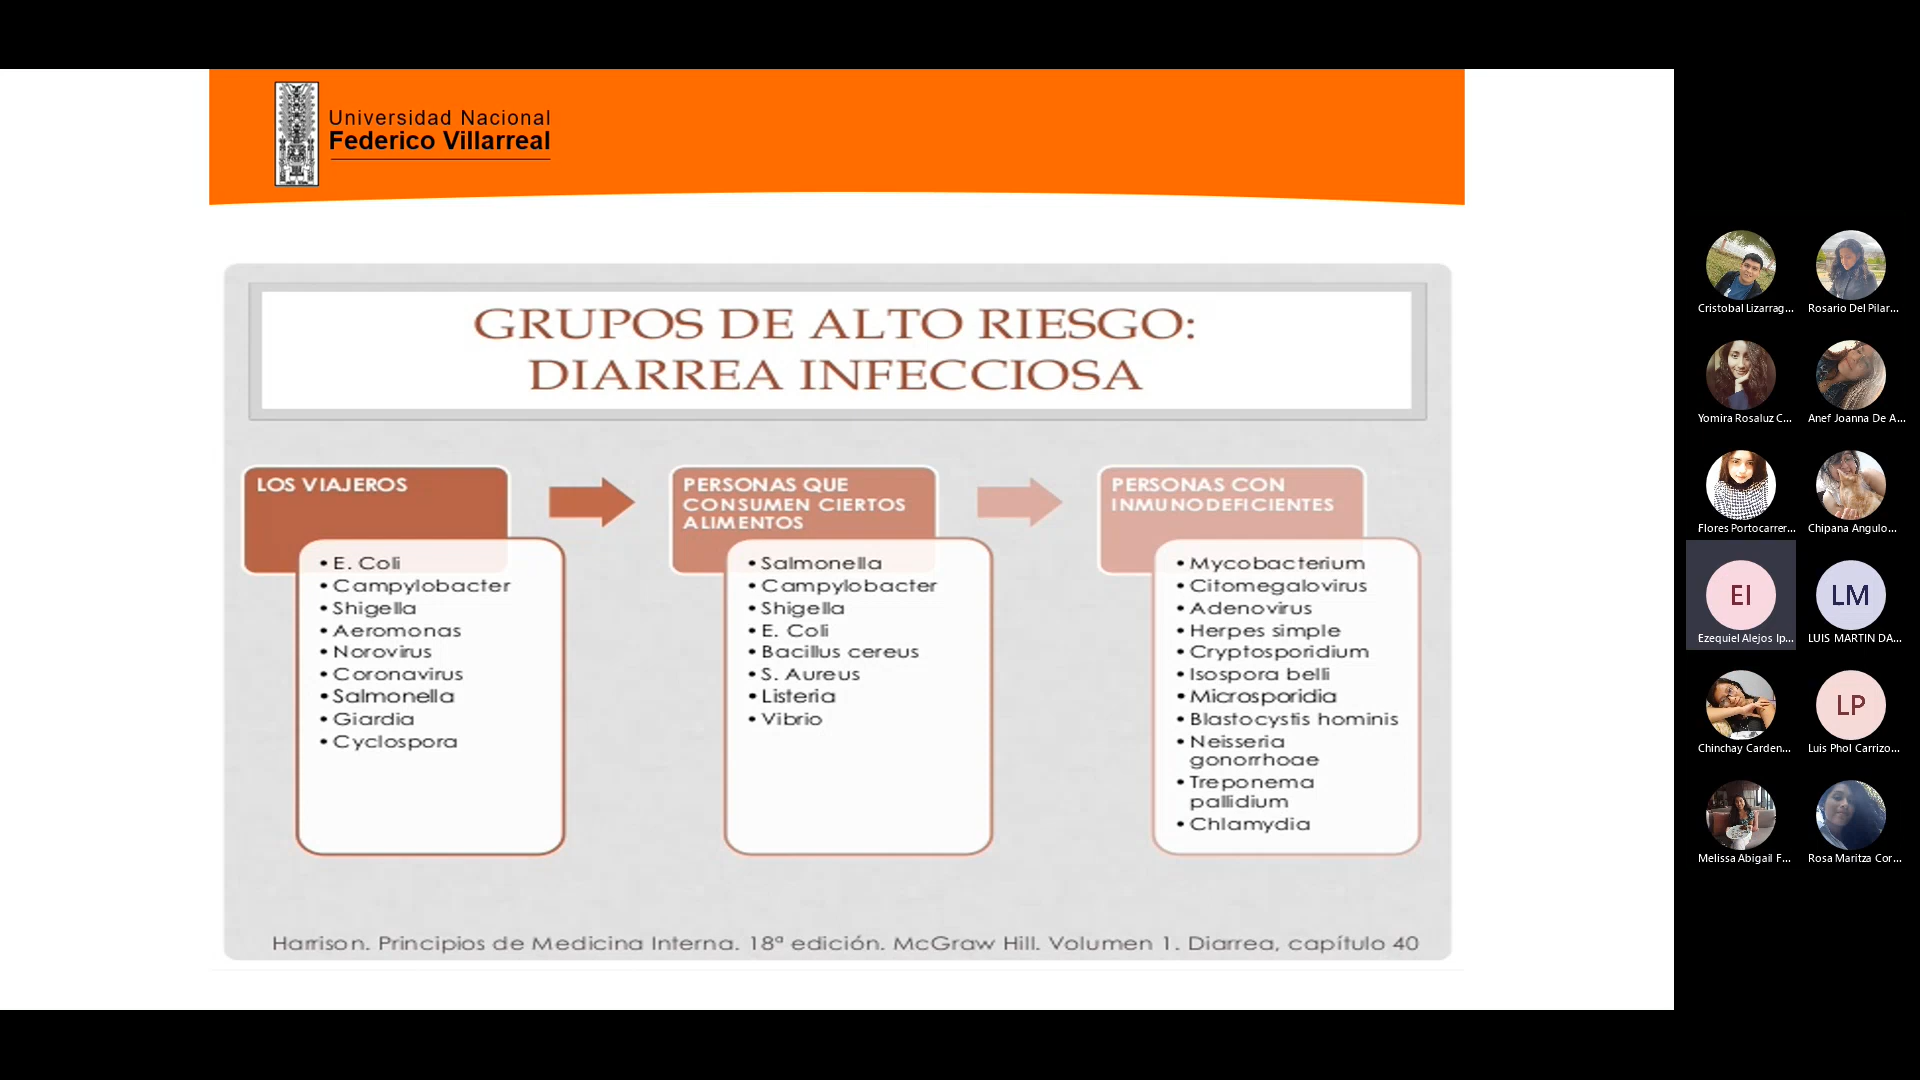 Universidad Nacional
Federico Villarreal
GRUPOS DE ALTO RIESGO:
DIARREA INFECCIOSA
LOS VIAJEROS
• E. Coli
• Campylobacter
• Shigella
• Aeromonas
• Norovirus
• Coronavirus
• Salmonella
• Giardia
• Cyclospora
PERSONAS QUE
CONSUMEN CIERTOS
ALIMENTOS
• Salmonella
• Campylobacter
• Shigella
• E. Coli
• Bacillus cereus
• S. Aureus
• Listeria
• Vibrio
PERSONAS CON
INMUNODEFICIENTES
• Mycobacterium
• Citomegalovirus
• Adenovirus
• Herpes simple
• Cryptosporidium
• Isospora belli
• Microsporidia
• Blastocystis hominis
• Neisseria
gonorrhoae
• Treponema
pallidium
• Chlamydia
Harrison. Principios de Medicina Interna. 18ª edición. McGraw Hill. Volumen 1. Diarrea, capítulo 40
Cristobal Lizarrag...
Rosario Del Pilar...
Yomira Rosaluz C...
Anef Joanna De A...
Flores Portocarrer...
Chipana Angulo...
EI
Ezequiel Alejos Ip...
LM
LUIS MARTIN DA...
Chinchay Carden...
LP
Luis Phol Carrizo...
Melissa Abigail F...
Rosa Maritza Cor...